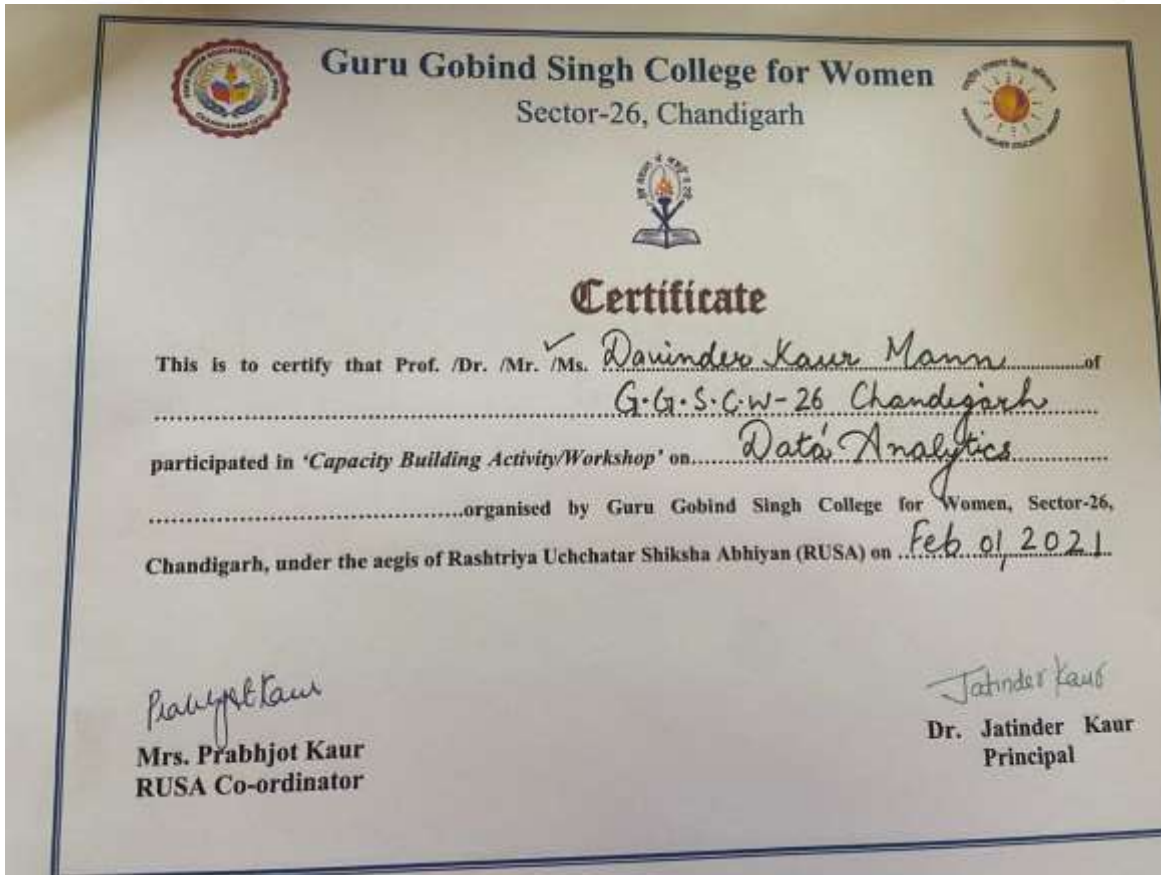 Guru Gobind Singh College for Women
Sector-26, Chandigarh
Certificate
This is to certify that Prof. /Dr. /Mr. /Ms. Davinder Kaur Mann of
G.G.S.C.W-26 Chandigarh
participated in 'Capacity Building Activity/Workshop' on Data Analytics
organised by Guru Gobind Singh College for Women, Sector-26,
Chandigarh, under the aegis of Rashtriya Uchchatar Shiksha Abhiyan (RUSA) on Feb 01, 2021
Prabhjot Kaur
Mrs. Prabhjot Kaur
RUSA Co-ordinator
Jatinder Kaur
Dr. Jatinder Kaur
Principal